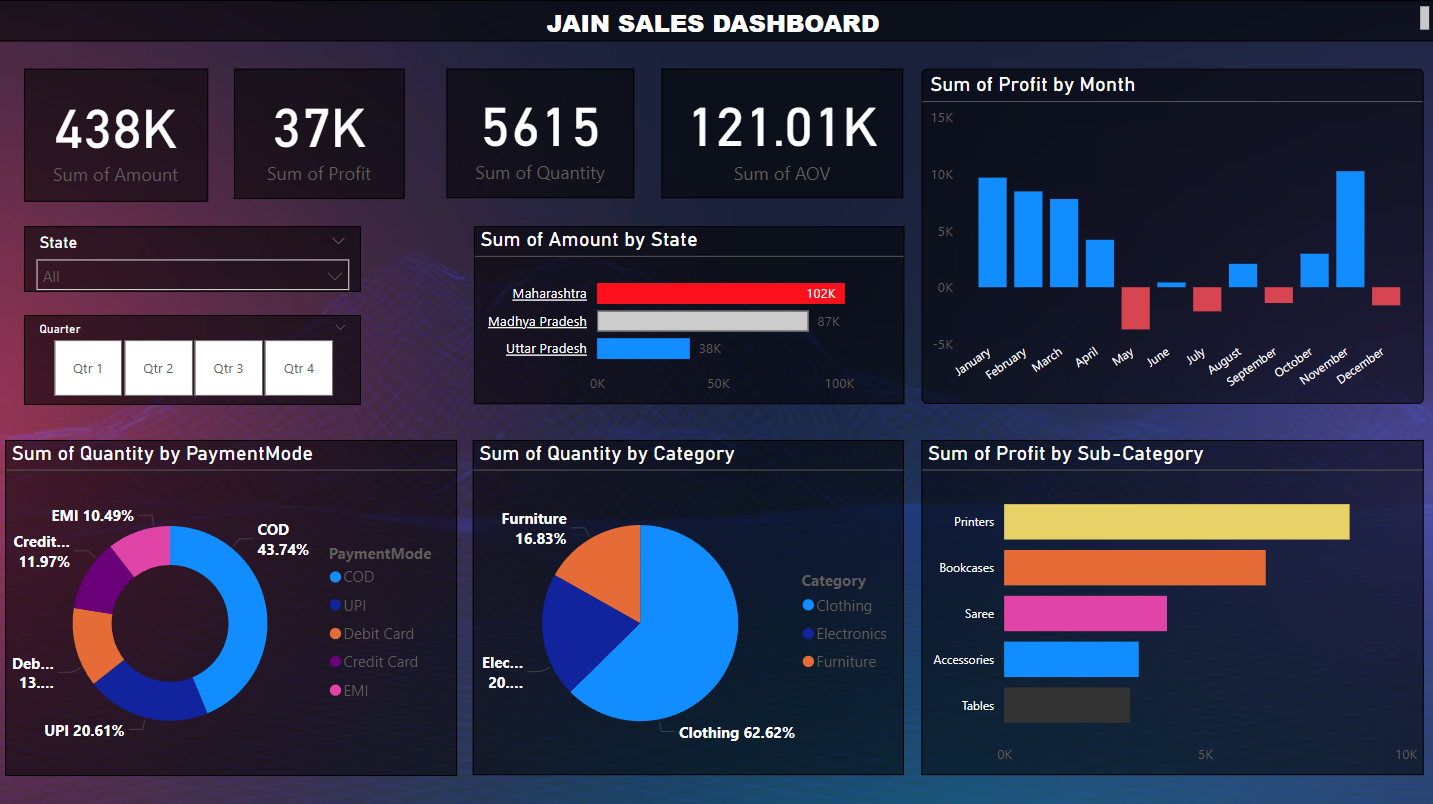 JAIN SALES DASHBOARD
438K
Sum of Amount
37K
Sum of Profit
5615
Sum of Quantity
121.01K
Sum of AOV
Sum of Profit by Month
15K
10K
5K
0K
-5K
January
February
March
April
May
June
July
August
September
October
November
December
State
All
Quarter
Qtr 1
Qtr 2
Qtr 3
Qtr 4
Sum of Amount by State
Maharashtra
102K
Madhya Pradesh
87K
Uttar Pradesh
38K
0K
50K
100K
Sum of Quantity by PaymentMode
EMI 10.49%
COD
43.74%
Credit...
11.97%
Deb...
13....
UPI 20.61%
PaymentMode
COD
UPI
Debit Card
Credit Card
EMI
Sum of Quantity by Category
Furniture
16.83%
Elec...
20....
Clothing 62.62%
Category
Clothing
Electronics
Furniture
Sum of Profit by Sub-Category
Printers
Bookcases
Saree
Accessories
Tables
0K
5K
10K